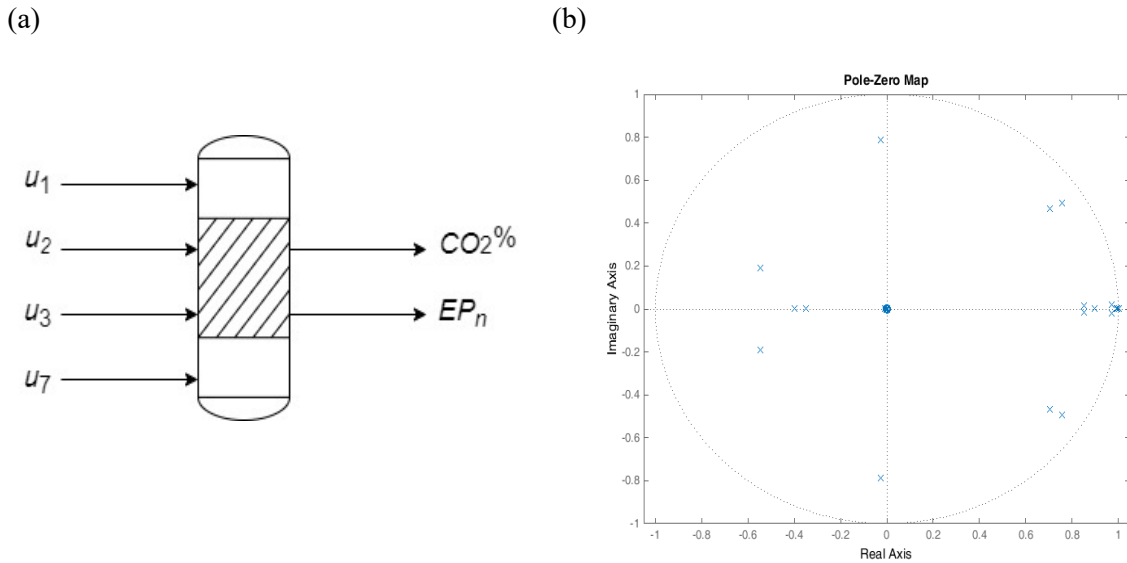 (a)
(b)
u1
u2
u3
u7
CO2%
EPn
Pole-Zero Map
Imaginary Axis
1
0.8
0.6
0.4
0.2
0
-0.2
-0.4
-0.6
-0.8
-1
-1 -0.8 -0.6 -0.4 -0.2 0 0.2 0.4 0.6 0.8 1
Real Axis